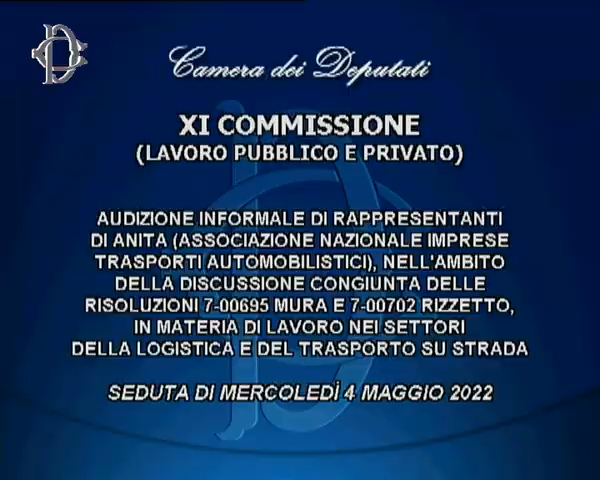 Camera dei Deputati
XI COMMISSIONE
(LAVORO PUBBLICO E PRIVATO)
AUDIZIONE INFORMALE DI RAPPRESENTANTI
DI ANITA (ASSOCIAZIONE NAZIONALE IMPRESE
TRASPORTI AUTOMOBILISTICI), NELL'AMBITO
DELLA DISCUSSIONE CONGIUNTA DELLE
RISOLUZIONI 7-00695 MURA E 7-00702 RIZZETTO,
IN MATERIA DI LAVORO NEI SETTORI
DELLA LOGISTICA E DEL TRASPORTO SU STRADA
SEDUTA DI MERCOLEDÌ 4 MAGGIO 2022